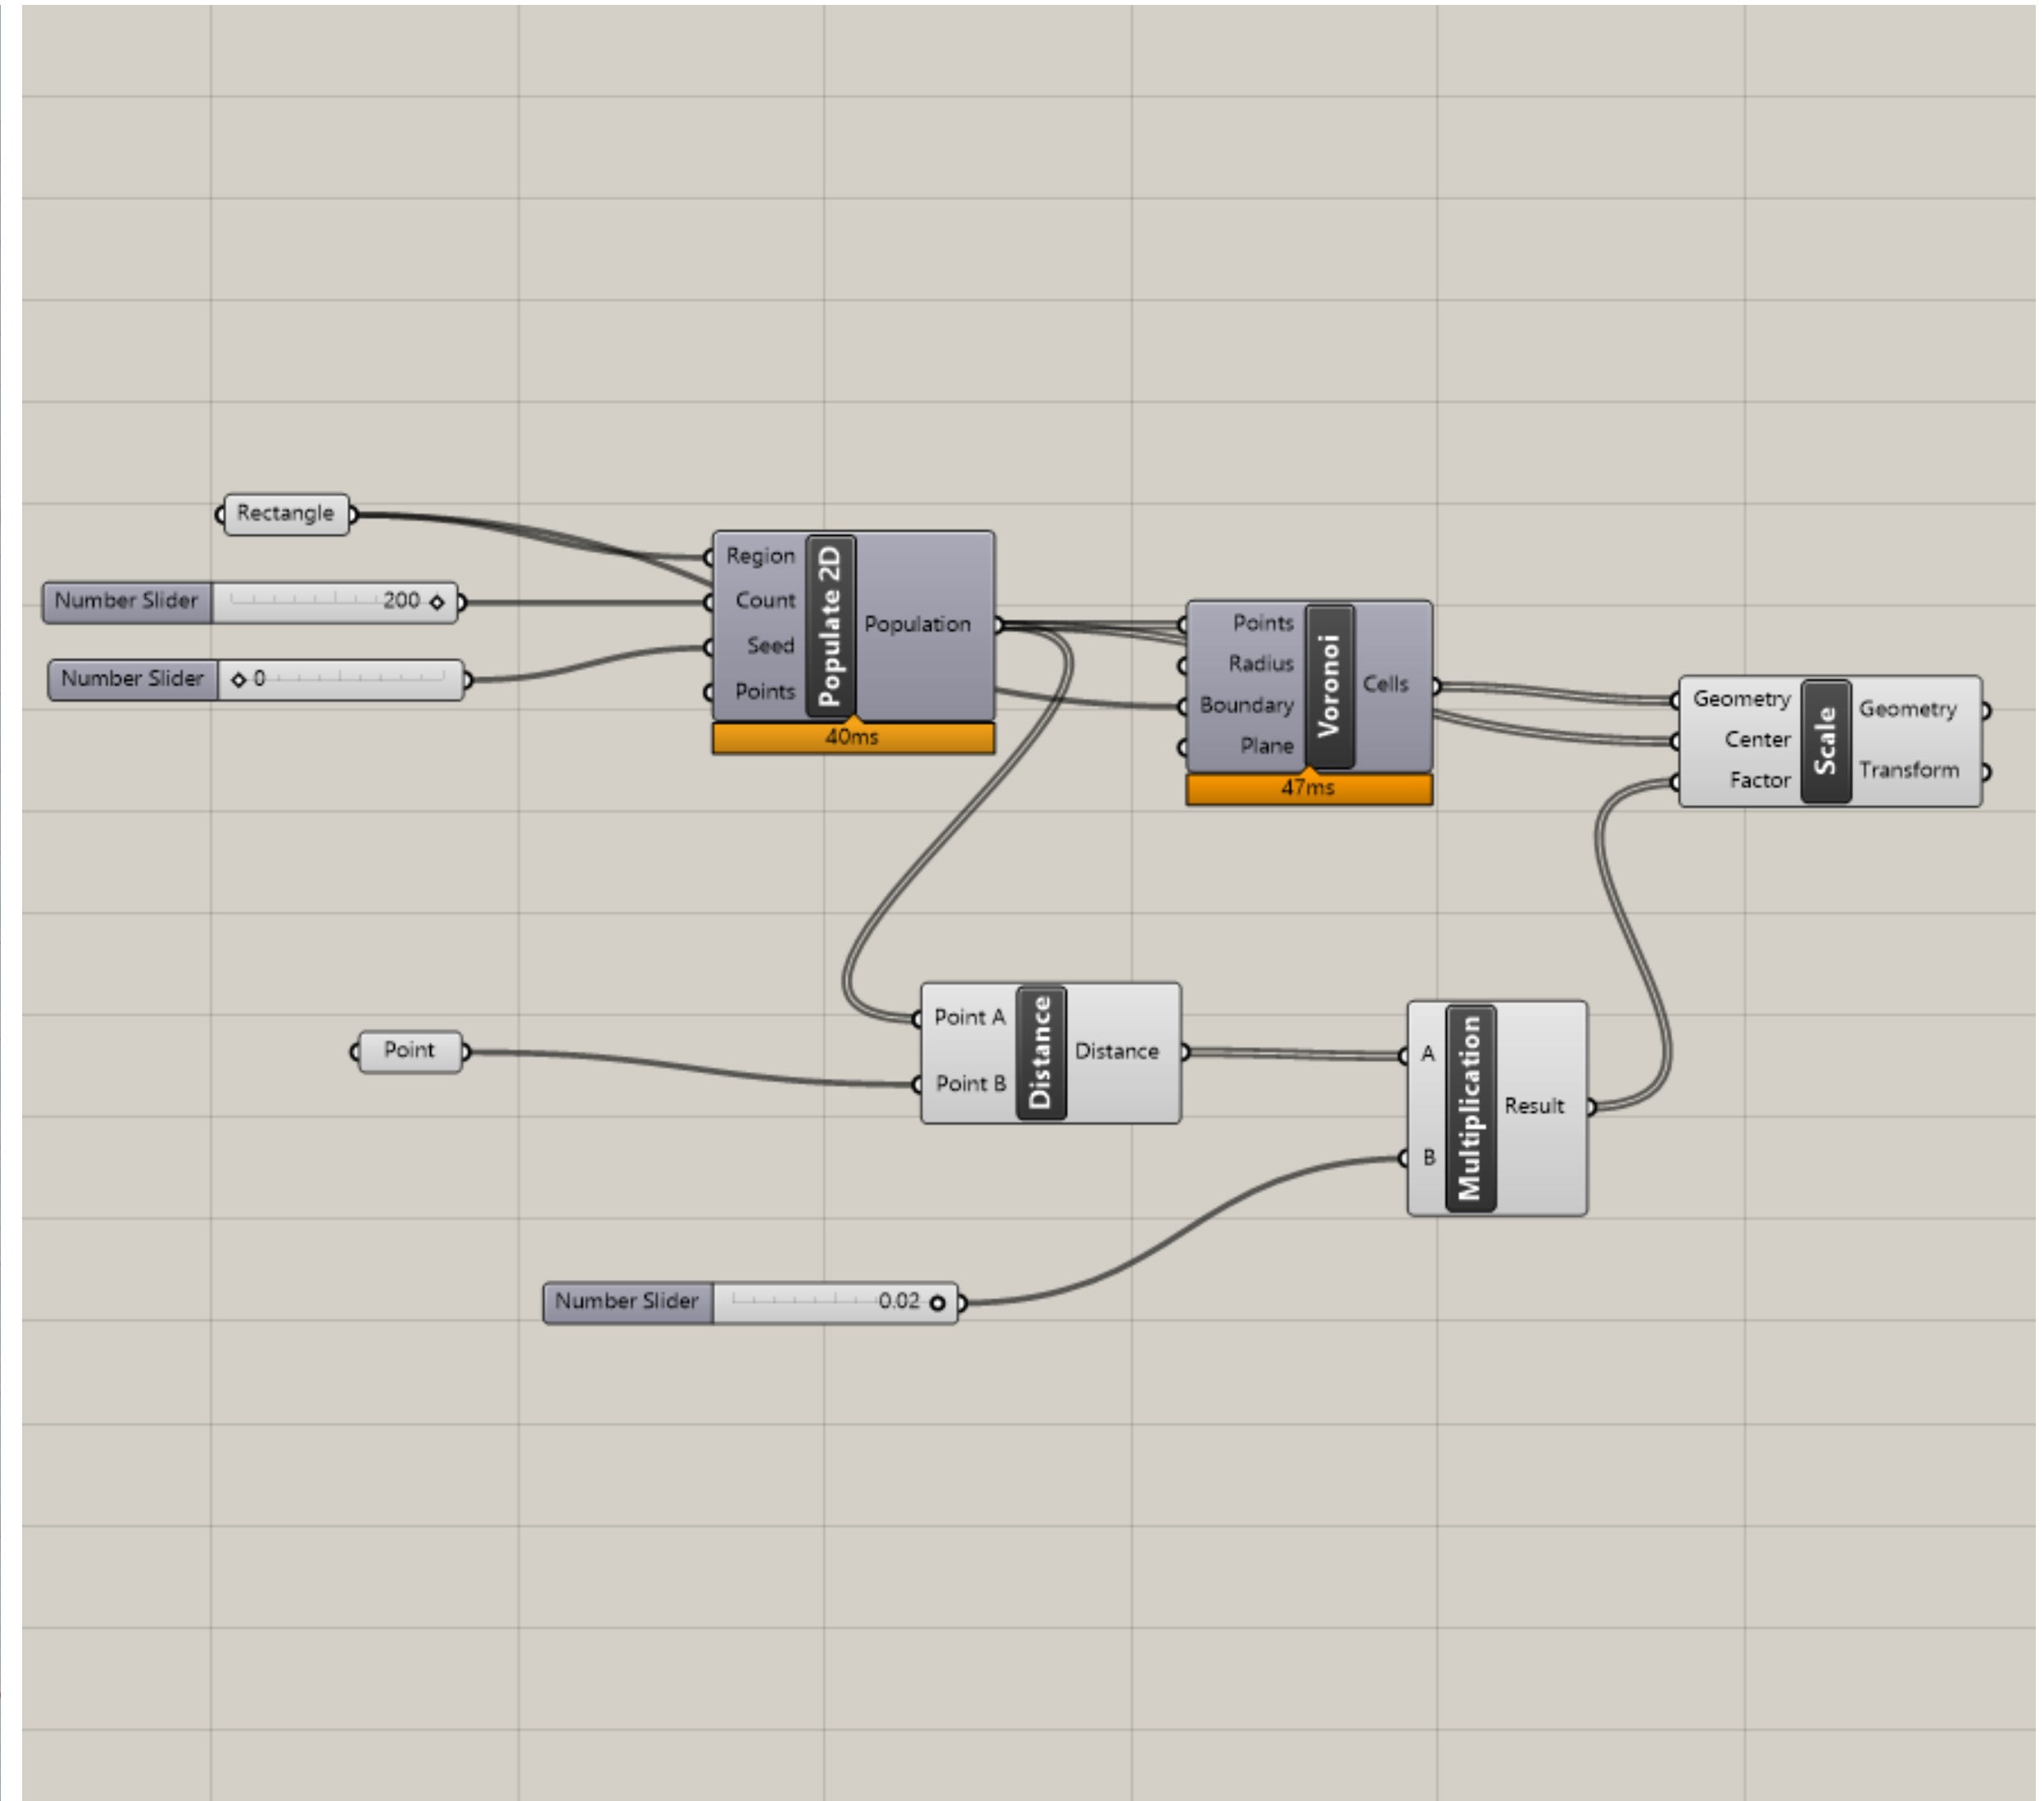 Rectangle
Number Slider 200
Number Slider 0
Region
Count
Seed
Points
Populate 2D
Population
40ms
Points
Radius
Boundary
Plane
Voronoi
Cells
47ms
Geometry
Center
Factor
Scale
Geometry
Transform
Point
Point A
Point B
Distance
Distance
A
B
Multiplication
Result
Number Slider 0.02